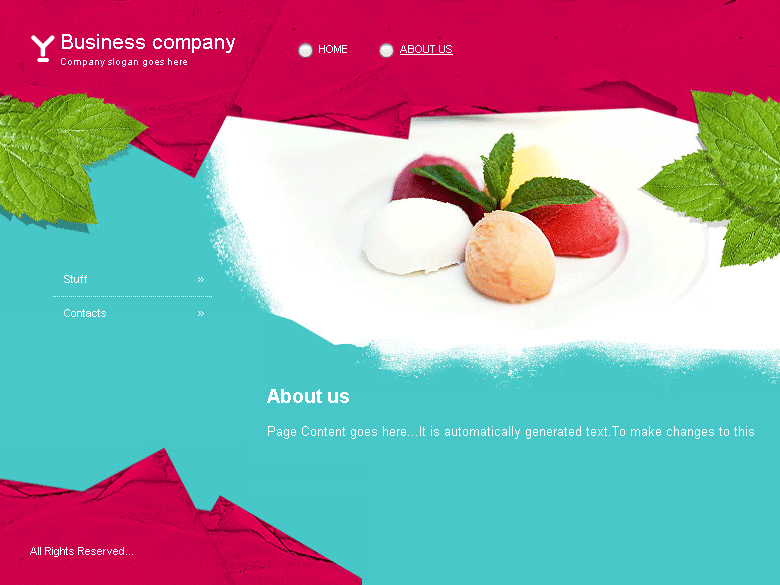 Business company
Company slogan goes here
HOME
ABOUT US
Stuff »
Contacts »
About us
Page Content goes here...It is automatically generated text.To make changes to this
All Rights Reserved...